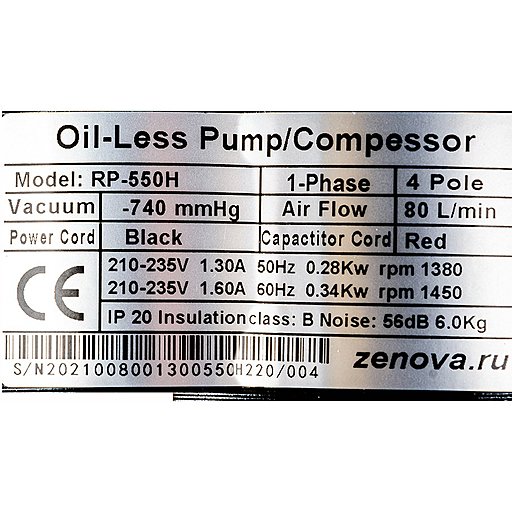 Oil-Less Pump/Compessor
Model: RP-550H 1-Phase 4 Pole
Vacuum -740 mmHg Air Flow 80 L/min
Power Cord Black Capactitor Cord Red
CE 210-235V 1.30A 50Hz 0.28Kw rpm 1380
210-235V 1.60A 60Hz 0.34Kw rpm 1450
IP 20 Insulation class: B Noise: 56dB 6.0Kg
S/N2021008001300550H220/004 zenova.ru